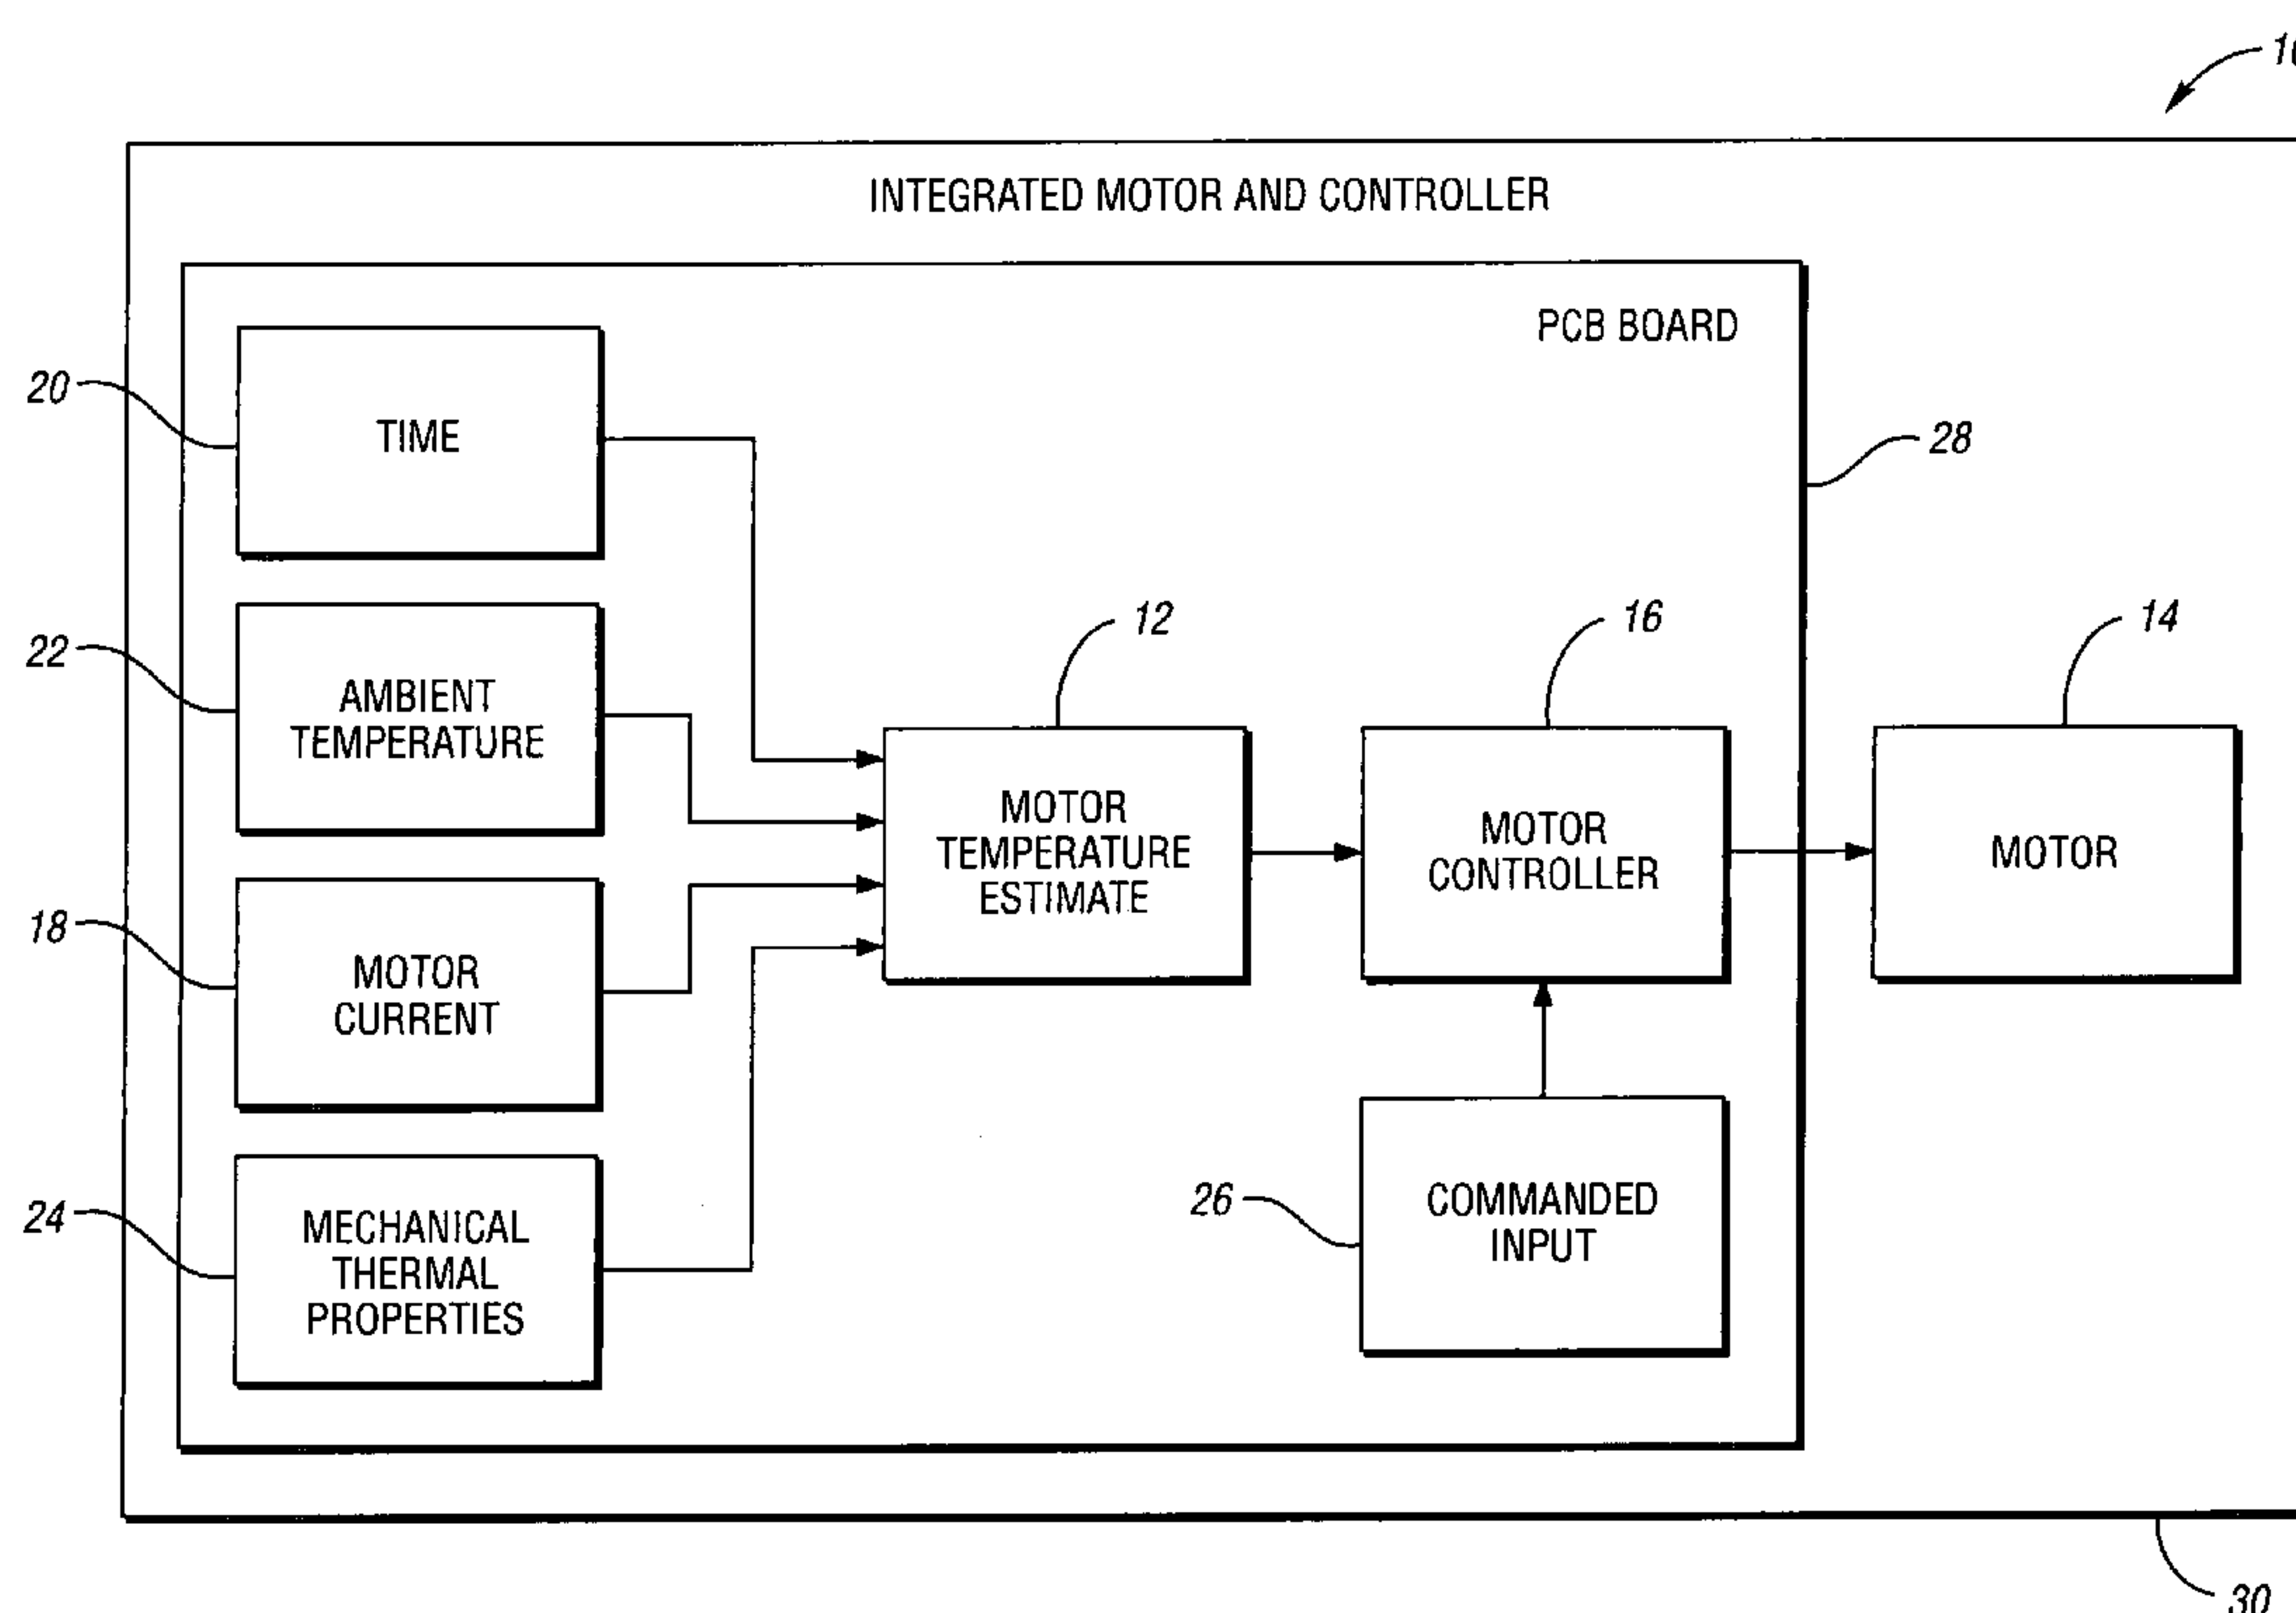 INTEGRATED MOTOR AND CONTROLLER
PCB BOARD
20
TIME
28
22
AMBIENT
TEMPERATURE
12
16
14
MOTOR
TEMPERATURE
ESTIMATE
MOTOR
CONTROLLER
MOTOR
18
MOTOR
CURRENT
24
MECHANICAL
THERMAL
PROPERTIES
26
COMMANDED
INPUT
30